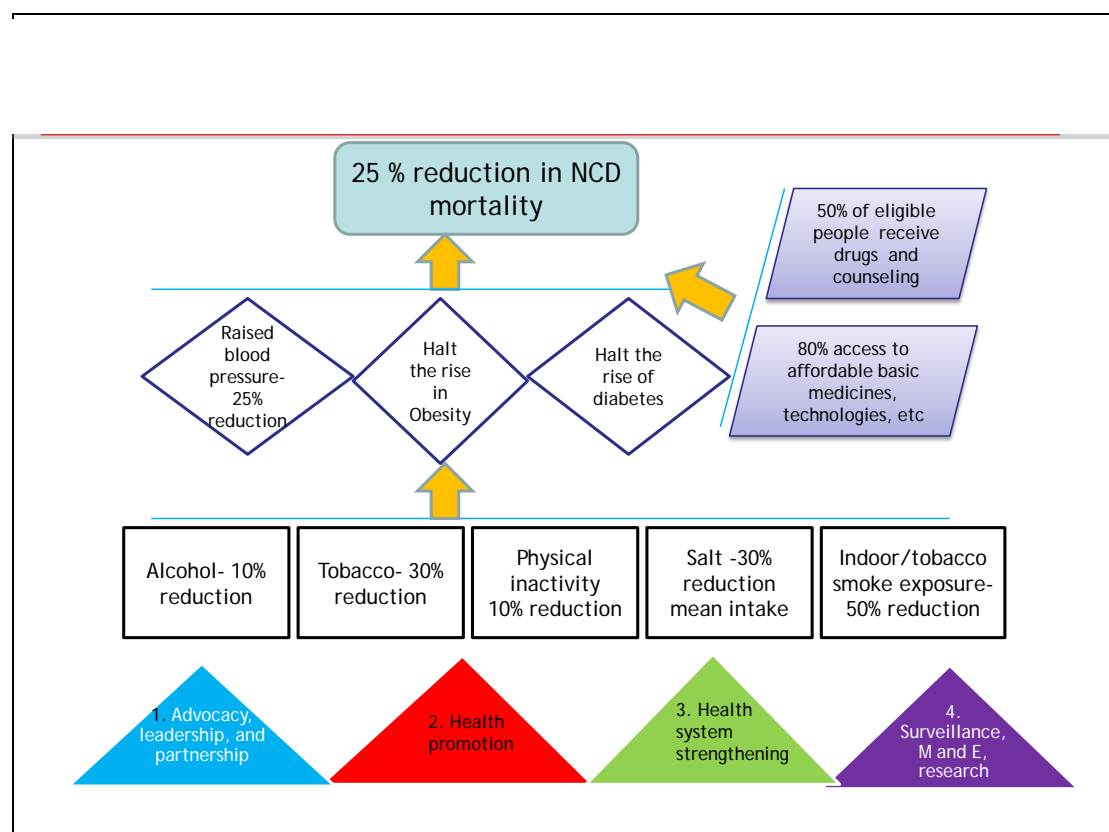 25 % reduction in NCD
mortality
50% of eligible
people receive
drugs and
counseling
80% access to
affordable basic
medicines,
technologies, etc
Raised
blood
pressure-
25%
reduction
Halt
the rise
in
Obesity
Halt the
rise of
diabetes
Alcohol- 10%
reduction
Tobacco- 30%
reduction
Physical
inactivity
10% reduction
Salt -30%
reduction
mean intake
Indoor/tobacco
smoke exposure-
50% reduction
1. Advocacy,
leadership, and
partnership
2. Health
promotion
3. Health
system
strengthening
4.
Surveillance,
M and E,
research